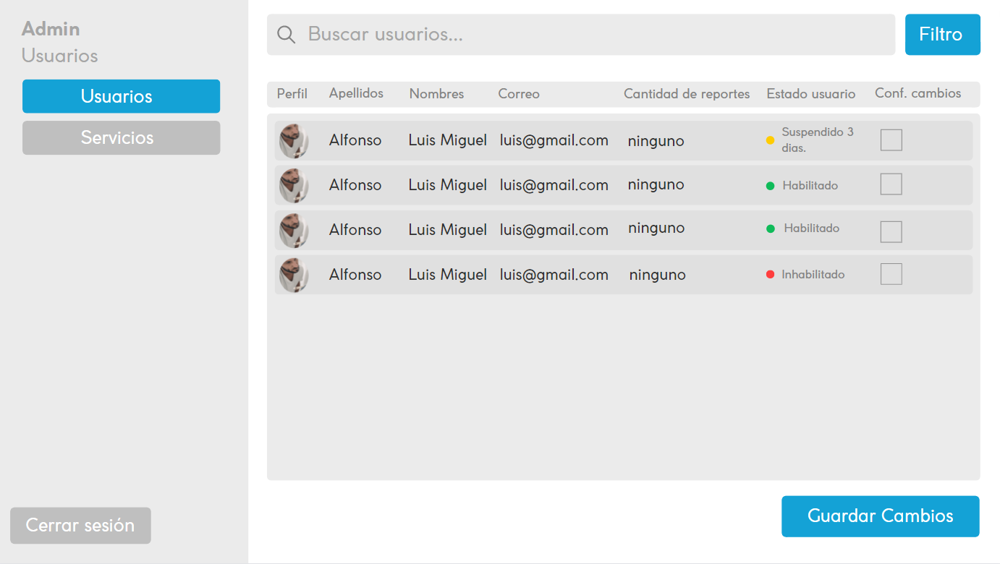 Admin
Usuarios
Usuarios
Servicios
Cerrar sesión
Buscar usuarios...
Filtro
Perfil Apellidos Nombres Correo Cantidad de reportes Estado usuario Conf. cambios
Alfonso Luis Miguel luis@gmail.com ninguno Suspendido 3
dias.
Alfonso Luis Miguel luis@gmail.com ninguno Habilitado
Alfonso Luis Miguel luis@gmail.com ninguno Habilitado
Alfonso Luis Miguel luis@gmail.com ninguno Inhabilitado
Guardar Cambios